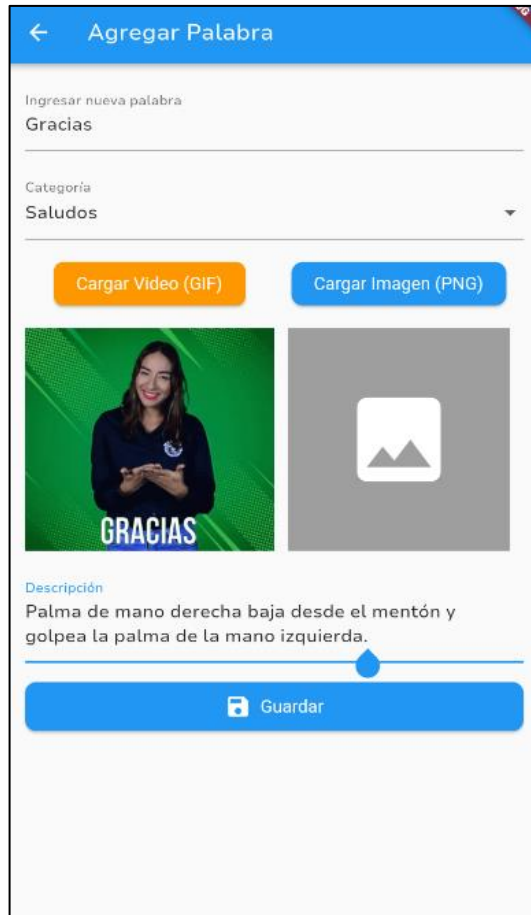 Agregar Palabra
Ingresar nueva palabra
Gracias
Categoría
Saludos
Cargar Video (GIF)
Cargar Imagen (PNG)
GRACIAS
Descripción
Palma de mano derecha baja desde el mentón y
golpea la palma de la mano izquierda.
Guardar